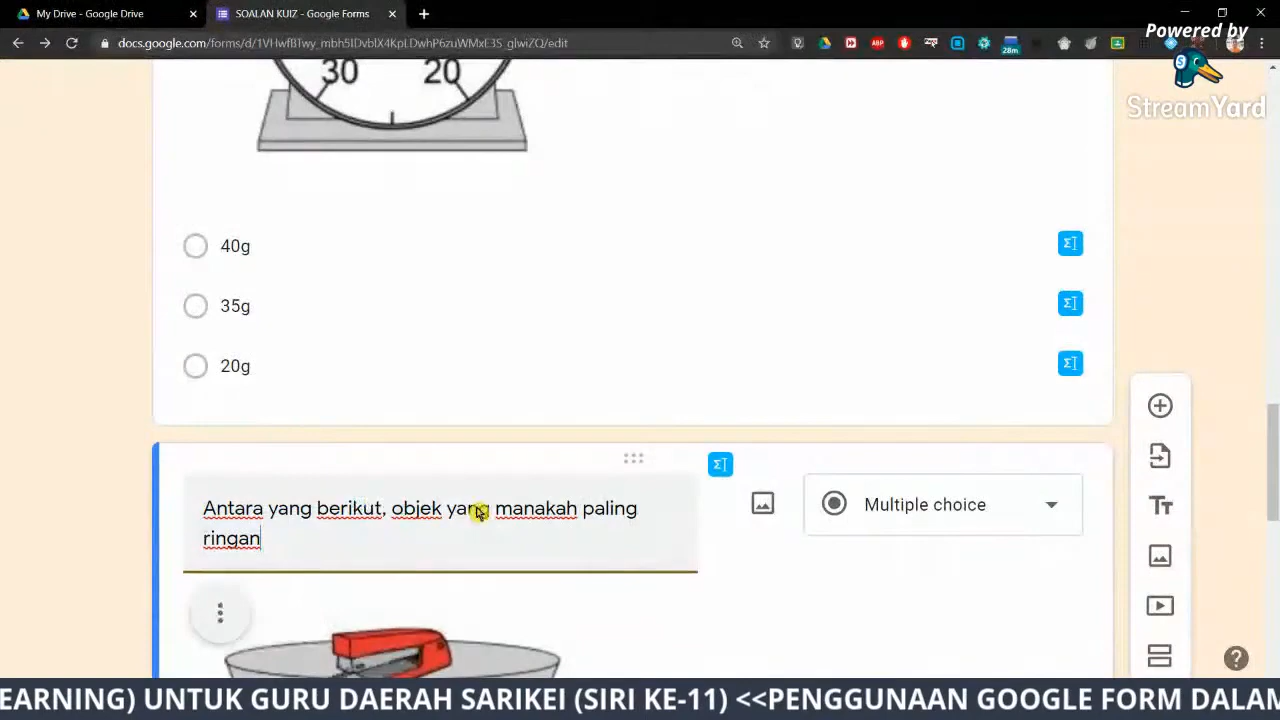 My Drive - Google Drive
SOALAN KUIZ - Google Forms
Powered by
StreamYard
28m
ABP
30 20
40g
35g
20g
Antara yang berikut, objek yang manakah paling
ringan
Multiple choice
EARNING) UNTUK GURU DAERAH SARIKEI (SIRI KE-11) <<PENGGUNAAN GOOGLE FORM DALAM